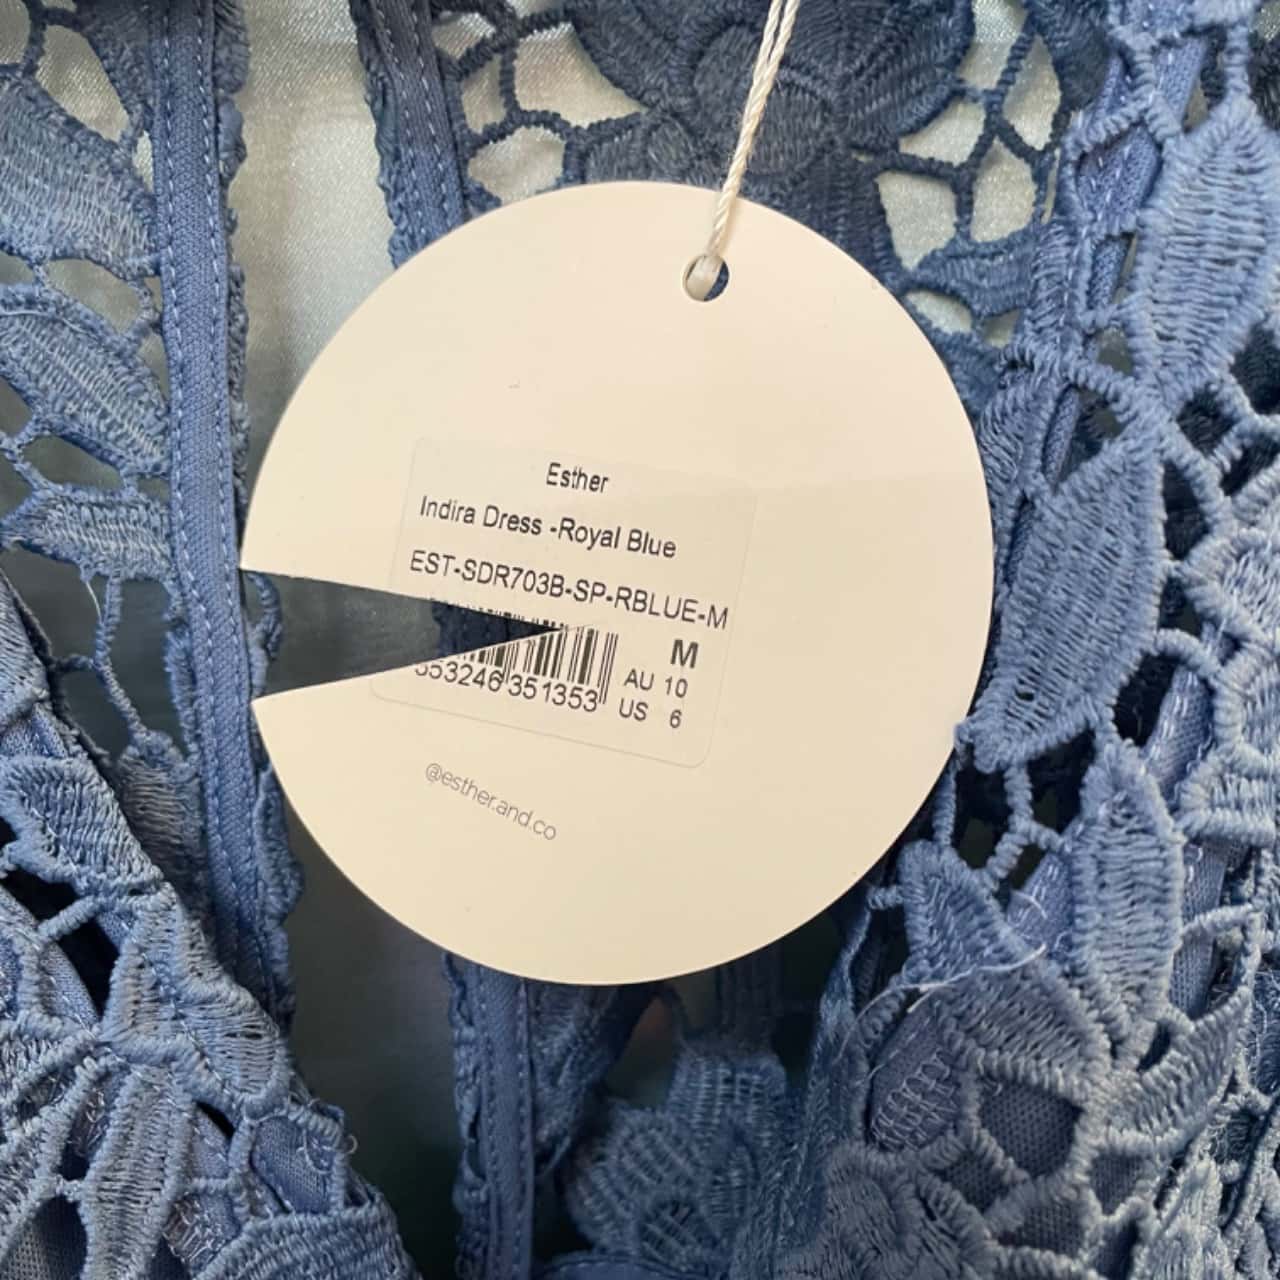 Esther
Indira Dress -Royal Blue
EST-SDR703B-SP-RBLUE-M
M
353246 351353
AU 10
US 6
@esther.and.co